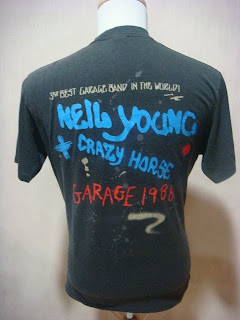 3RD BEST GARAGE BAND IN THE WORLD!
NEIL YOUNG
+ CRAZY HORSE
GARAGE 1986